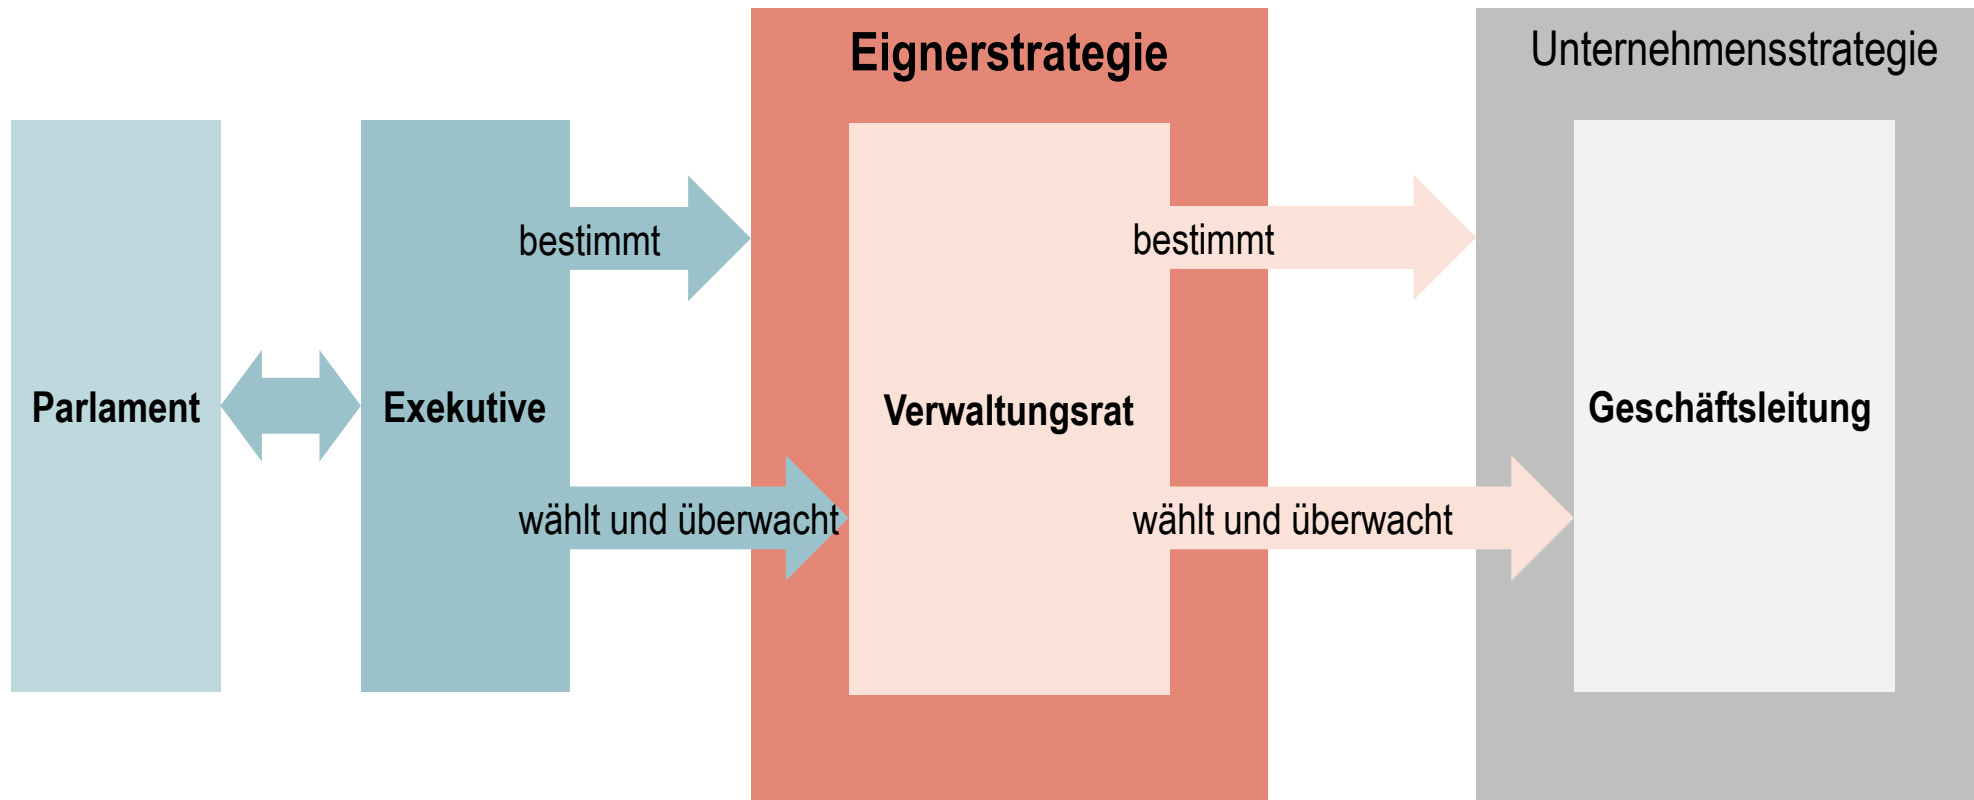 Eignerstrategie
Unternehmensstrategie
bestimmt
bestimmt
Parlament
Exekutive
Verwaltungsrat
Geschäftsleitung
wählt und überwacht
wählt und überwacht